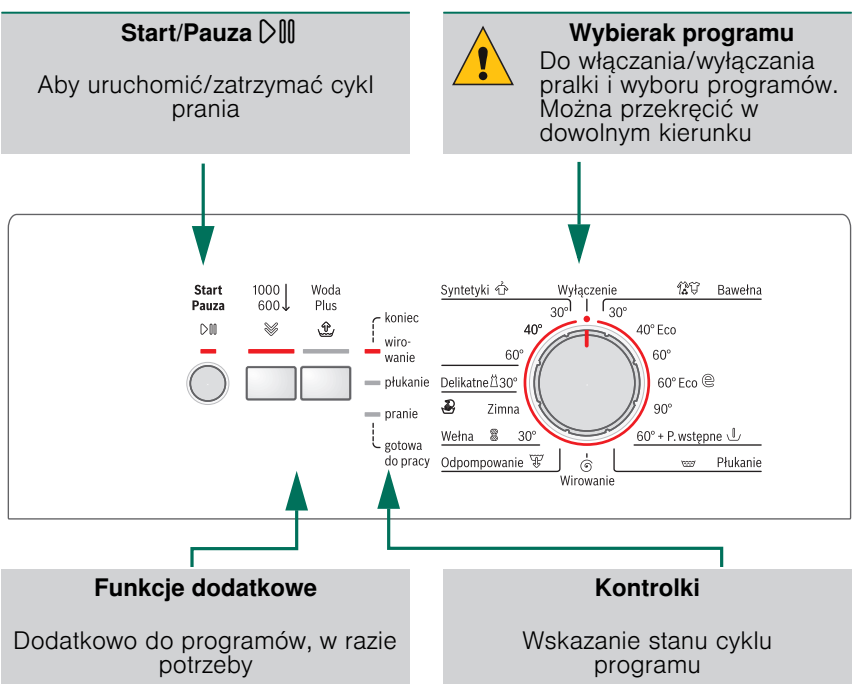 Start/Pauza
Aby uruchomić/zatrzymać cykl
prania
Wybierak programu
Do włączania/wyłączania
pralki i wyboru programów.
Można przekręcić w
dowolnym kierunku
Start
Pauza
1000
600↓
Woda
Plus
koniec
wiro-
wanie
płukanie
pranie
gotowa
do pracy
Syntetyki
Wyłączenie
Bawełna
30°
30°
40°
40° Eco
60°
60°
Delikatne 30°
60° Eco
Zimna
90°
Wełna 30°
60° + P. wstępne
Odpompowanie
Płukanie
Wirowanie
Funkcje dodatkowe
Dodatkowo do programów, w razie
potrzeby
Kontrolki
Wskazanie stanu cyklu
programu